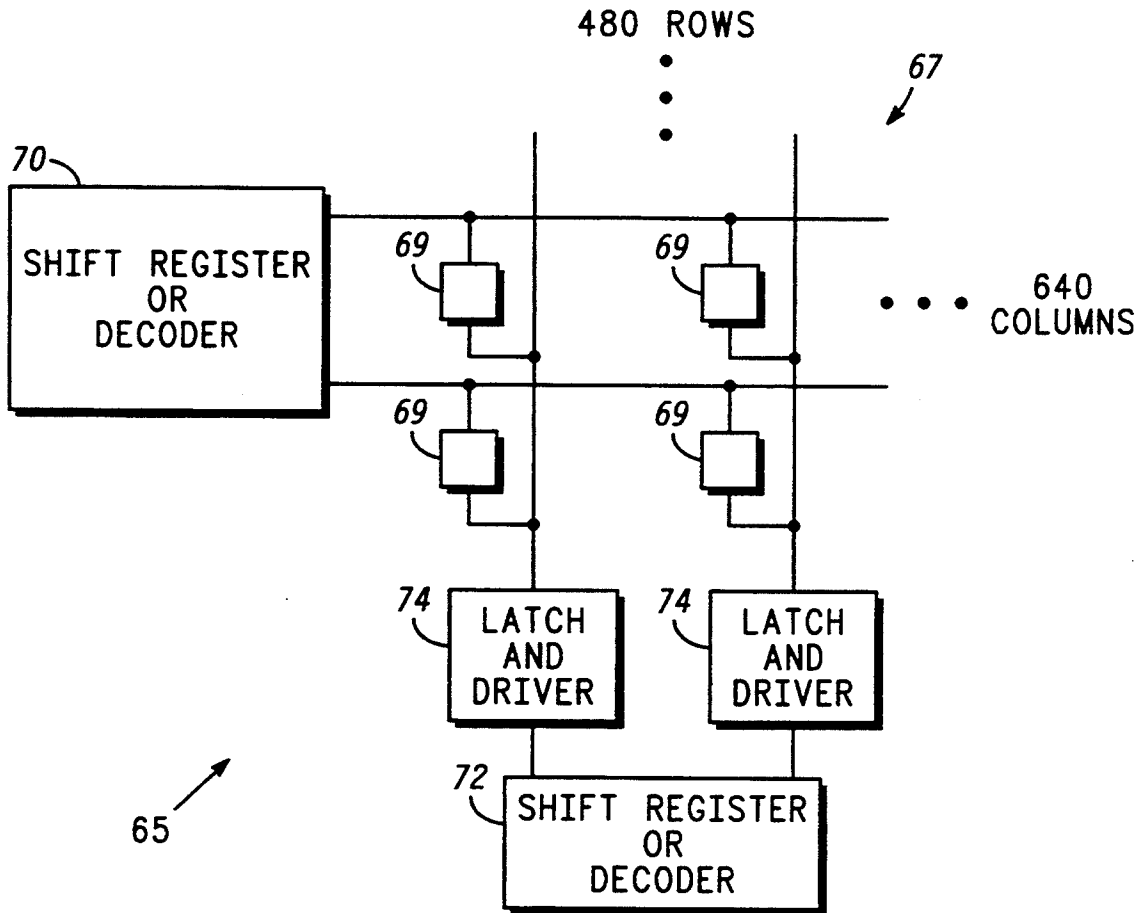 480 ROWS
67
70
SHIFT REGISTER
OR
DECODER
69
69
640
COLUMNS
69
69
74
LATCH
AND
DRIVER
74
LATCH
AND
DRIVER
65
72
SHIFT REGISTER
OR
DECODER